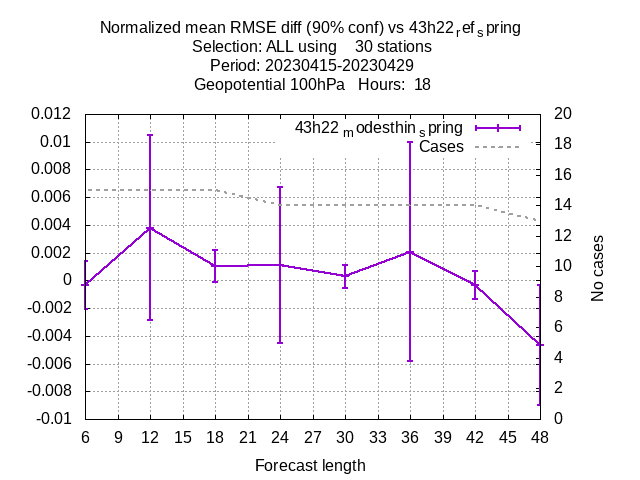 Normalized mean RMSE diff (90% conf) vs 43h22ref spring
Selection: ALL using 30 stations
Period: 20230415-20230429
Geopotential 100hPa Hours: 18
43h22modesthinspring
Cases
0.012
0.01
0.008
0.006
0.004
0.002
0
-0.002
-0.004
-0.006
-0.008
-0.01
20
18
16
14
12
10
8
6
4
2
0
No cases
6 9 12 15 18 21 24 27 30 33 36 39 42 45 48
Forecast length